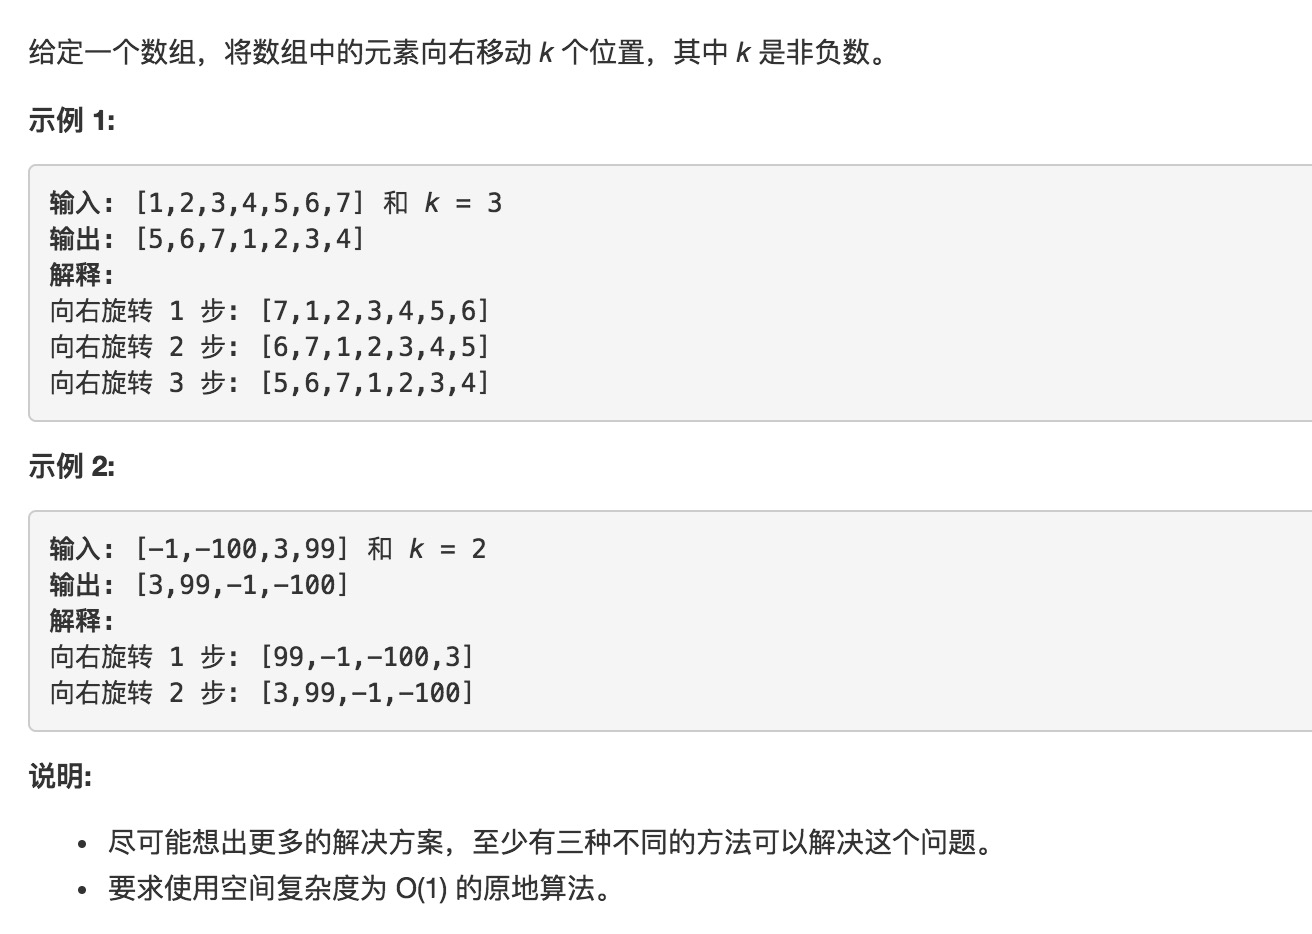 给定一个数组，将数组中的元素向右移动 k 个位置，其中 k 是非负数。
示例 1:
输入: [1,2,3,4,5,6,7] 和 k = 3
输出: [5,6,7,1,2,3,4]
解释:
向右旋转 1 步: [7,1,2,3,4,5,6]
向右旋转 2 步: [6,7,1,2,3,4,5]
向右旋转 3 步: [5,6,7,1,2,3,4]
示例 2:
输入: [-1,-100,3,99] 和 k = 2
输出: [3,99,-1,-100]
解释:
向右旋转 1 步: [99,-1,-100,3]
向右旋转 2 步: [3,99,-1,-100]
说明:
• 尽可能想出更多的解决方案，至少有三种不同的方法可以解决这个问题。
• 要求使用空间复杂度为 O(1) 的原地算法。